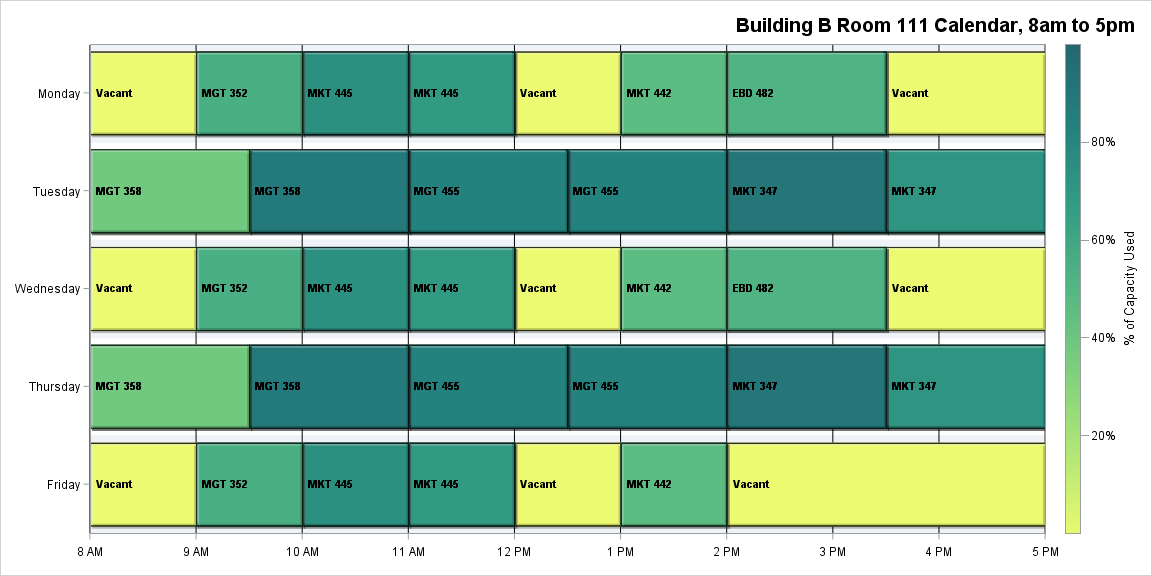 Building B Room 111 Calendar, 8am to 5pm
Monday
Vacant
MGT 352
MKT 445
MKT 445
Vacant
MKT 442
EBD 482
Vacant
Tuesday
MGT 358
MGT 358
MGT 455
MGT 455
MKT 347
MKT 347
Wednesday
Vacant
MGT 352
MKT 445
MKT 445
Vacant
MKT 442
EBD 482
Vacant
Thursday
MGT 358
MGT 358
MGT 455
MGT 455
MKT 347
MKT 347
Friday
Vacant
MGT 352
MKT 445
MKT 445
Vacant
MKT 442
Vacant
8 AM
9 AM
10 AM
11 AM
12 PM
1 PM
2 PM
3 PM
4 PM
5 PM
80%
60%
40%
20%
% of Capacity Used